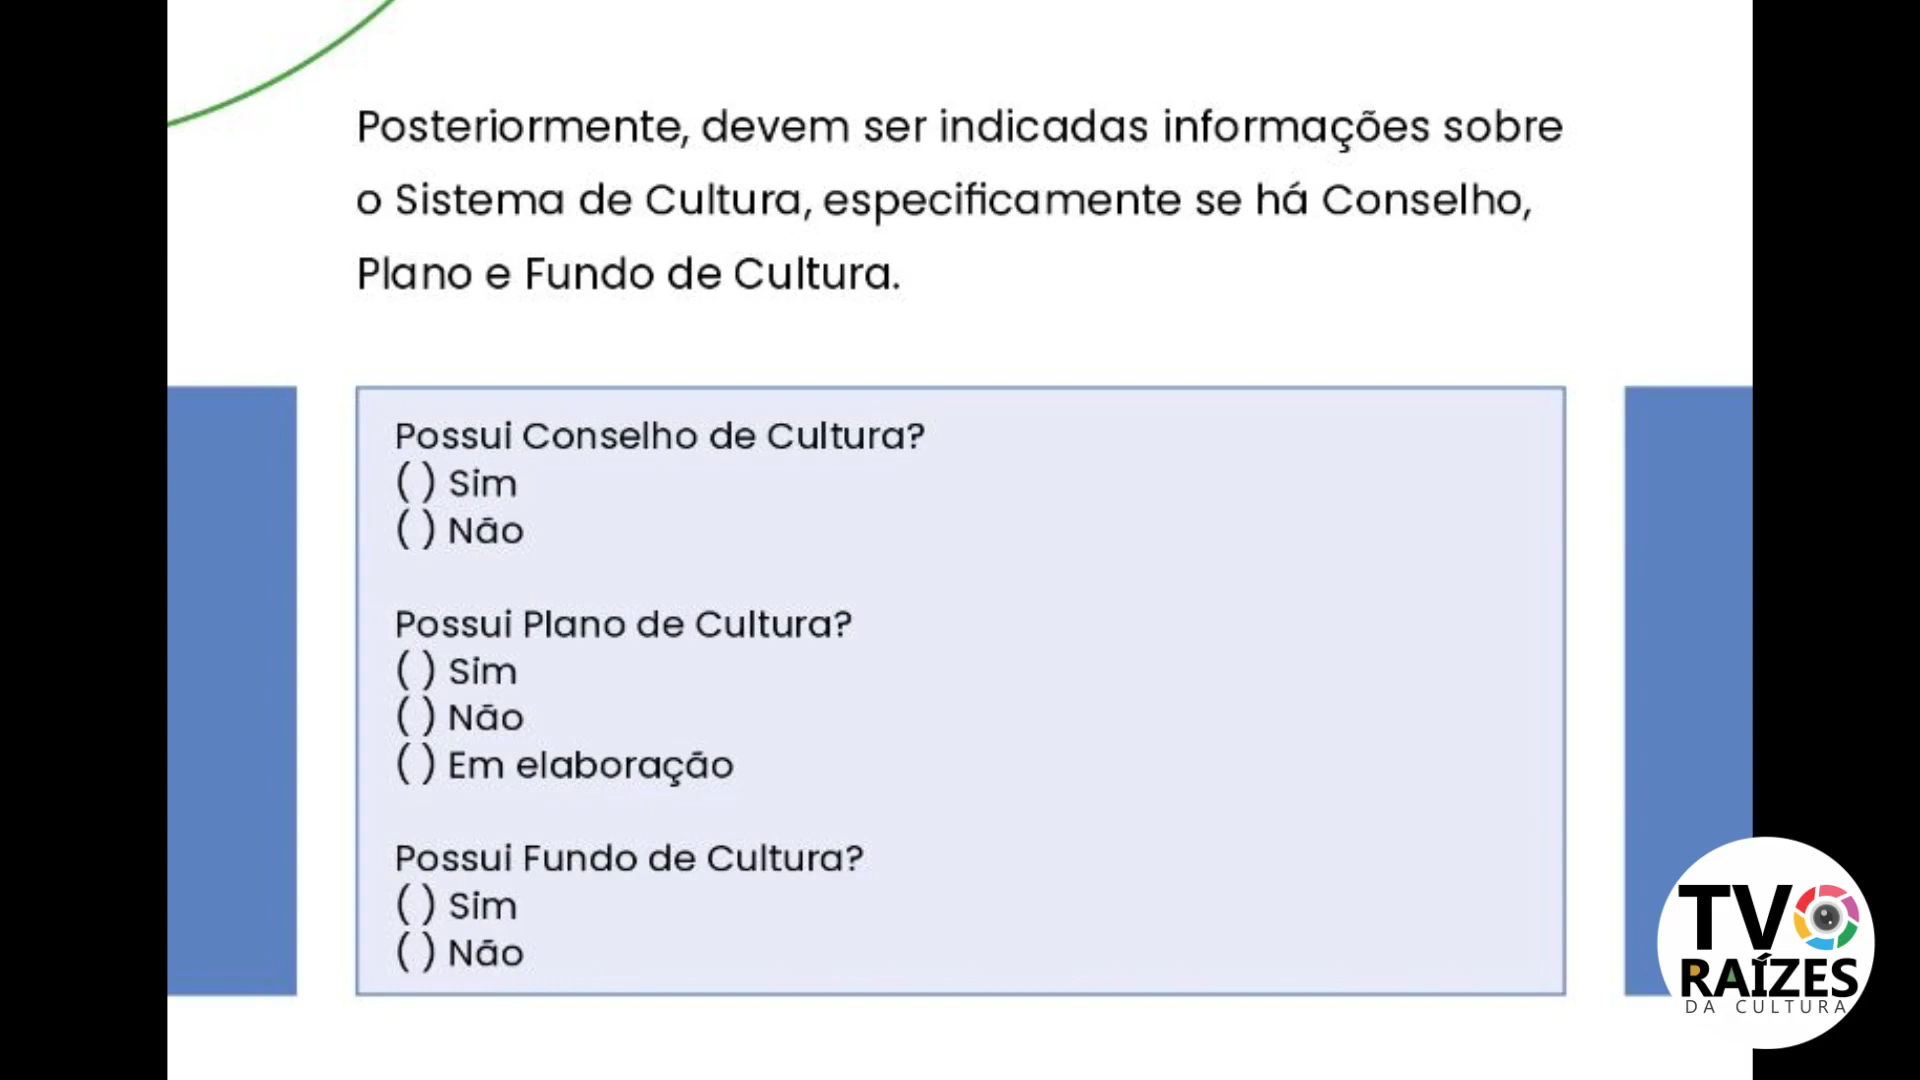 Posteriormente, devem ser indicadas informações sobre
o Sistema de Cultura, especificamente se há Conselho,
Plano e Fundo de Cultura.
Possui Conselho de Cultura?
( ) Sim
( ) Não
Possui Plano de Cultura?
( ) Sim
( ) Não
( ) Em elaboração
Possui Fundo de Cultura?
( ) Sim
( ) Não
TV
RAÍZES
DA CULTURA